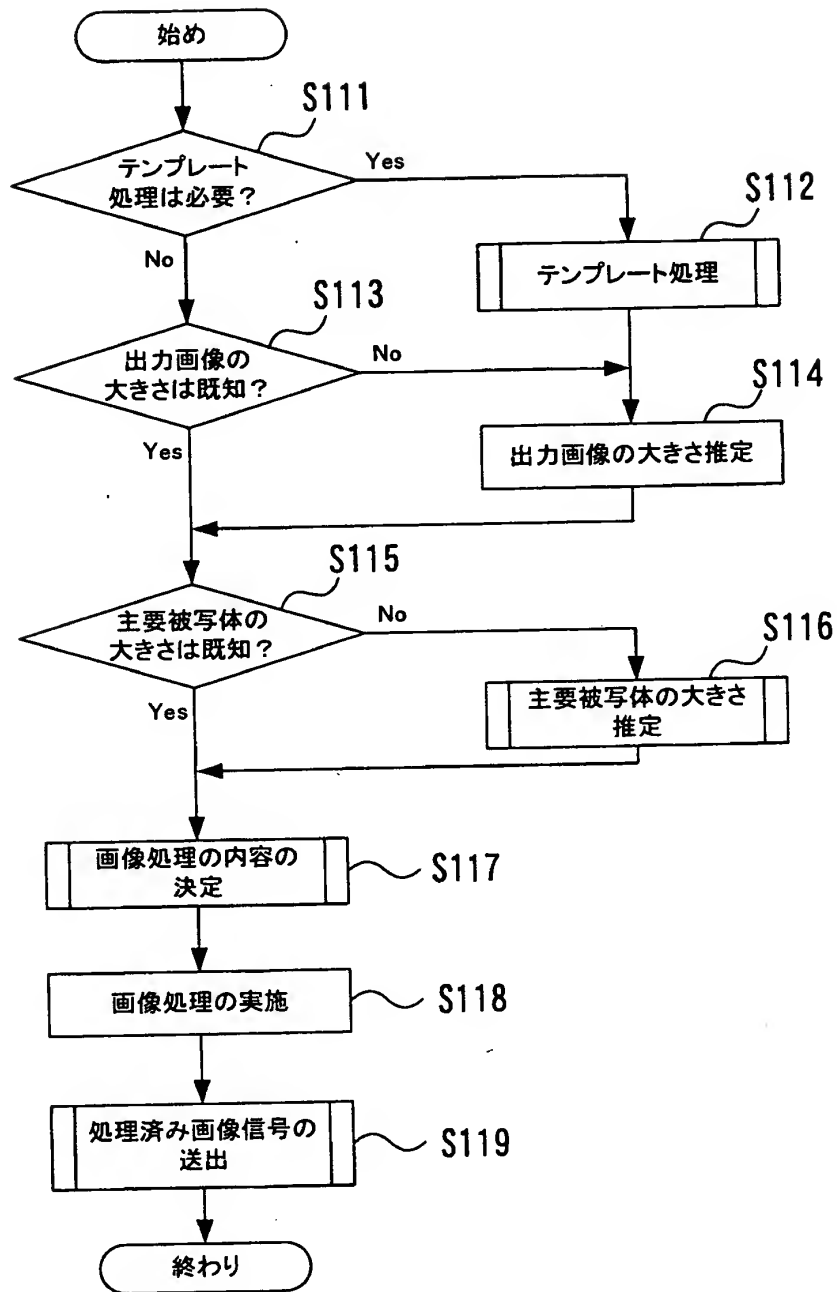 始め
S111
テンプレート
処理は必要?
Yes
No
S112
テンプレート処理
S113
出力画像の
大きさは既知?
No
Yes
S114
出力画像の大きさ推定
S115
主要被写体の
大きさは既知?
No
Yes
S116
主要被写体の大きさ
推定
画像処理の内容の
決定
S117
画像処理の実施
S118
処理済み画像信号の
送出
S119
終わり